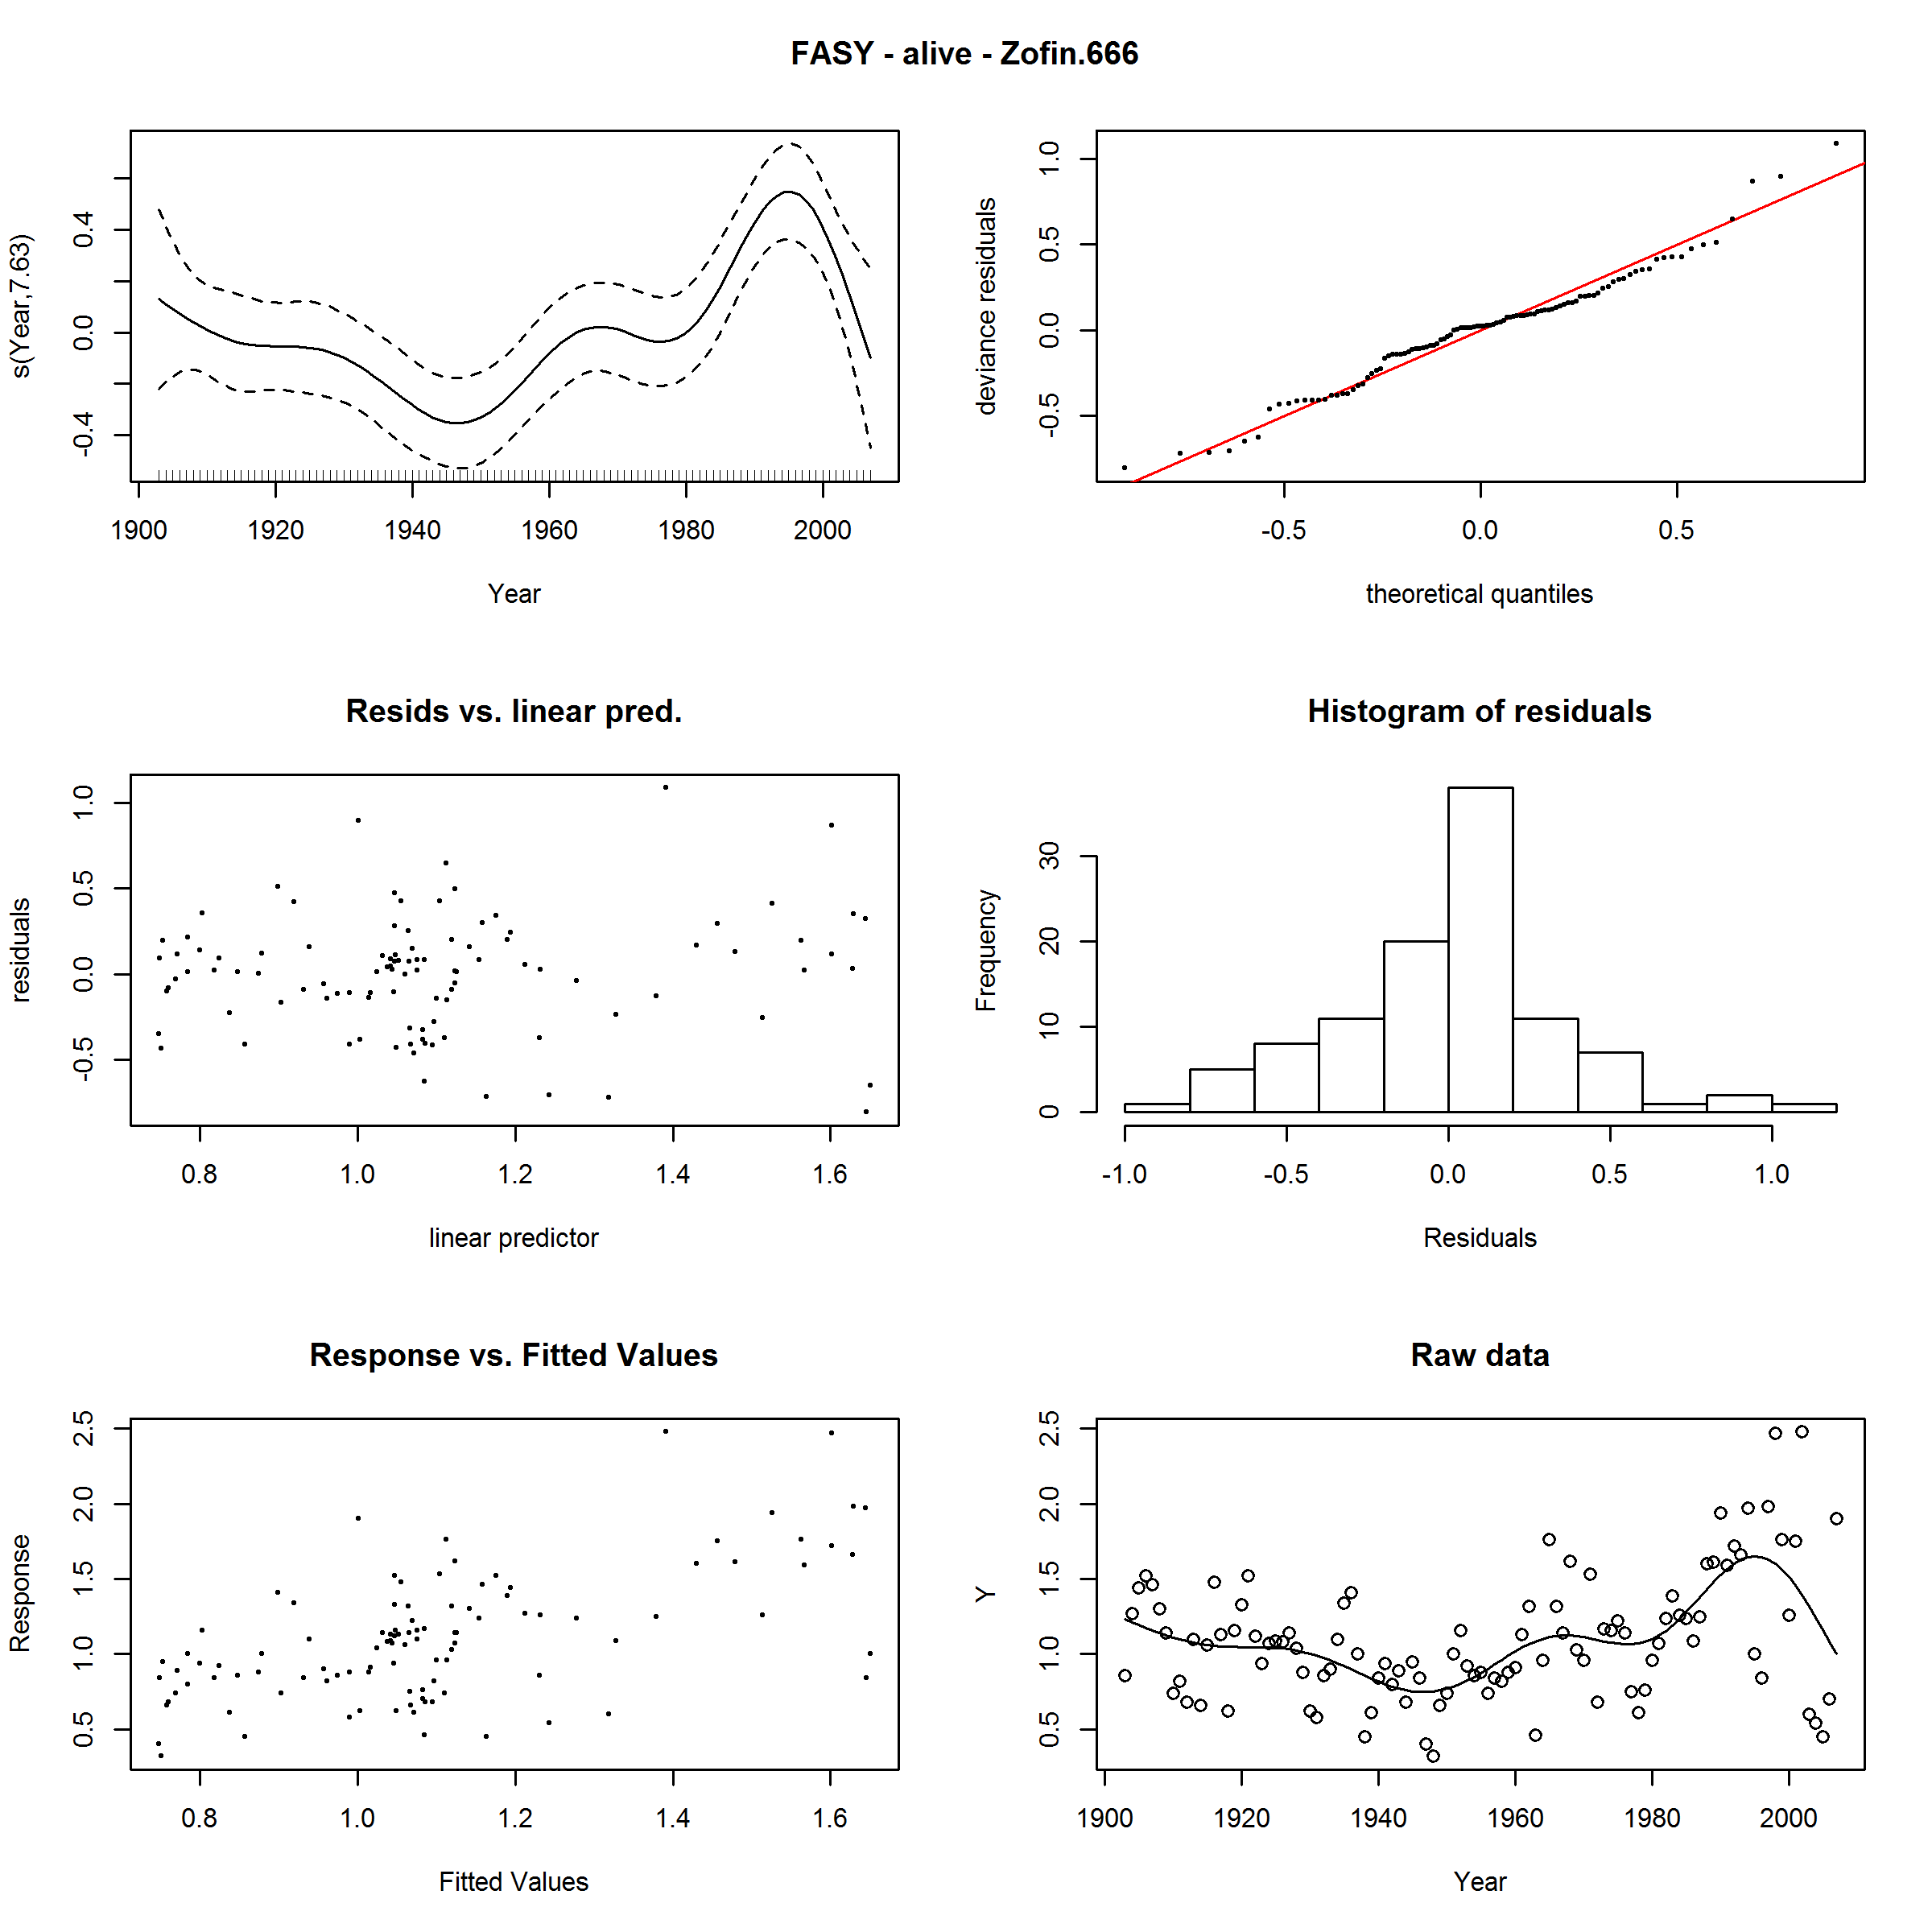 FASY - alive - Zofin.666
s(Year,7.63)
-0.4 0.0 0.4
1900 1920 1940 1960 1980 2000
Year
deviance residuals
-0.5 0.0 0.5 1.0
-0.5 0.0 0.5
theoretical quantiles
Resids vs. linear pred.
residuals
-0.5 0.0 0.5 1.0
0.8 1.0 1.2 1.4 1.6
linear predictor
Histogram of residuals
Frequency
0 10 20 30
-1.0 -0.5 0.0 0.5 1.0
Residuals
Response vs. Fitted Values
Response
0.5 1.0 1.5 2.0 2.5
0.8 1.0 1.2 1.4 1.6
Fitted Values
Raw data
Y
0.5 1.0 1.5 2.0 2.5
1900 1920 1940 1960 1980 2000
Year